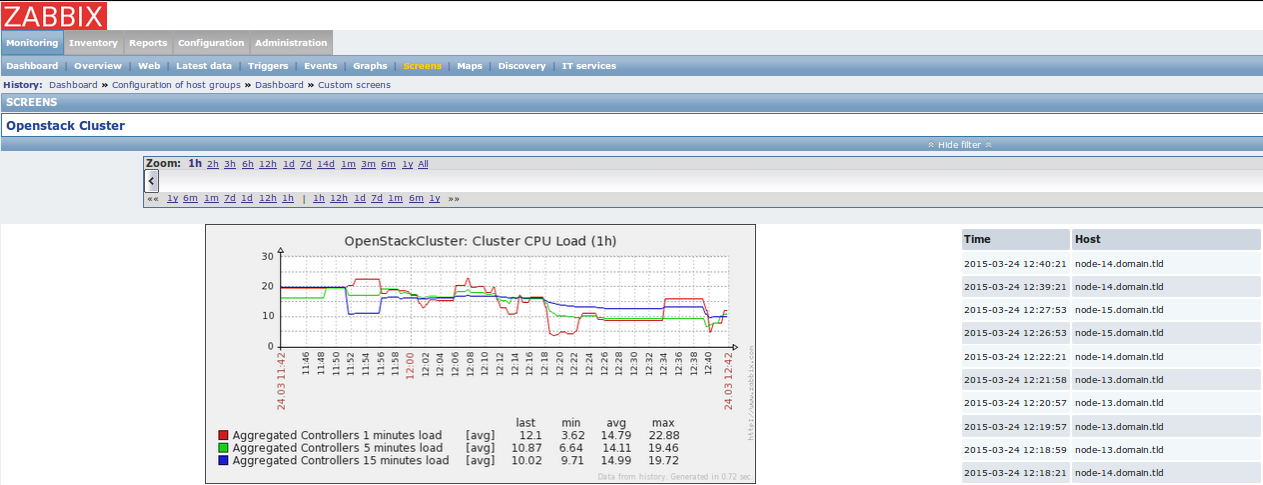 ZABBIX
Monitoring Inventory Reports Configuration Administration
Dashboard | Overview | Web | Latest data | Triggers | Events | Graphs | Screens | Maps | Discovery | IT services
History: Dashboard » Configuration of host groups » Dashboard » Custom screens
SCREENS
Openstack Cluster
Hide filter
Zoom: 1h 2h 3h 6h 12h 1d 7d 14d 1m 3m 6m 1y All
«« 1y 6m 1m 7d 1d 12h 1h | 1h 12h 1d 7d 1m 6m 1y »»
OpenStackCluster: Cluster CPU Load (1h)
30
20
10
0
24.03 11:42 11:46 11:48 11:50 11:52 11:54 11:56 11:58 12:00 12:02 12:04 12:06 12:08 12:10 12:12 12:14 12:16 12:18 12:20 12:22 12:24 12:26 12:28 12:30 12:32 12:34 12:36 12:38 12:40 24.03 12:42
last min avg max
Aggregated Controllers 1 minutes load [avg] 12.1 3.62 14.79 22.88
Aggregated Controllers 5 minutes load [avg] 10.87 6.64 14.11 19.46
Aggregated Controllers 15 minutes load [avg] 10.02 9.71 14.99 19.72
Data from history. Generated in 0.72 sec
http://www.zabbix.com
Time Host
2015-03-24 12:40:21 node-14.domain.tld
2015-03-24 12:39:21 node-14.domain.tld
2015-03-24 12:27:53 node-15.domain.tld
2015-03-24 12:26:53 node-15.domain.tld
2015-03-24 12:22:21 node-14.domain.tld
2015-03-24 12:21:58 node-13.domain.tld
2015-03-24 12:20:57 node-13.domain.tld
2015-03-24 12:19:57 node-13.domain.tld
2015-03-24 12:18:59 node-13.domain.tld
2015-03-24 12:18:21 node-14.domain.tld